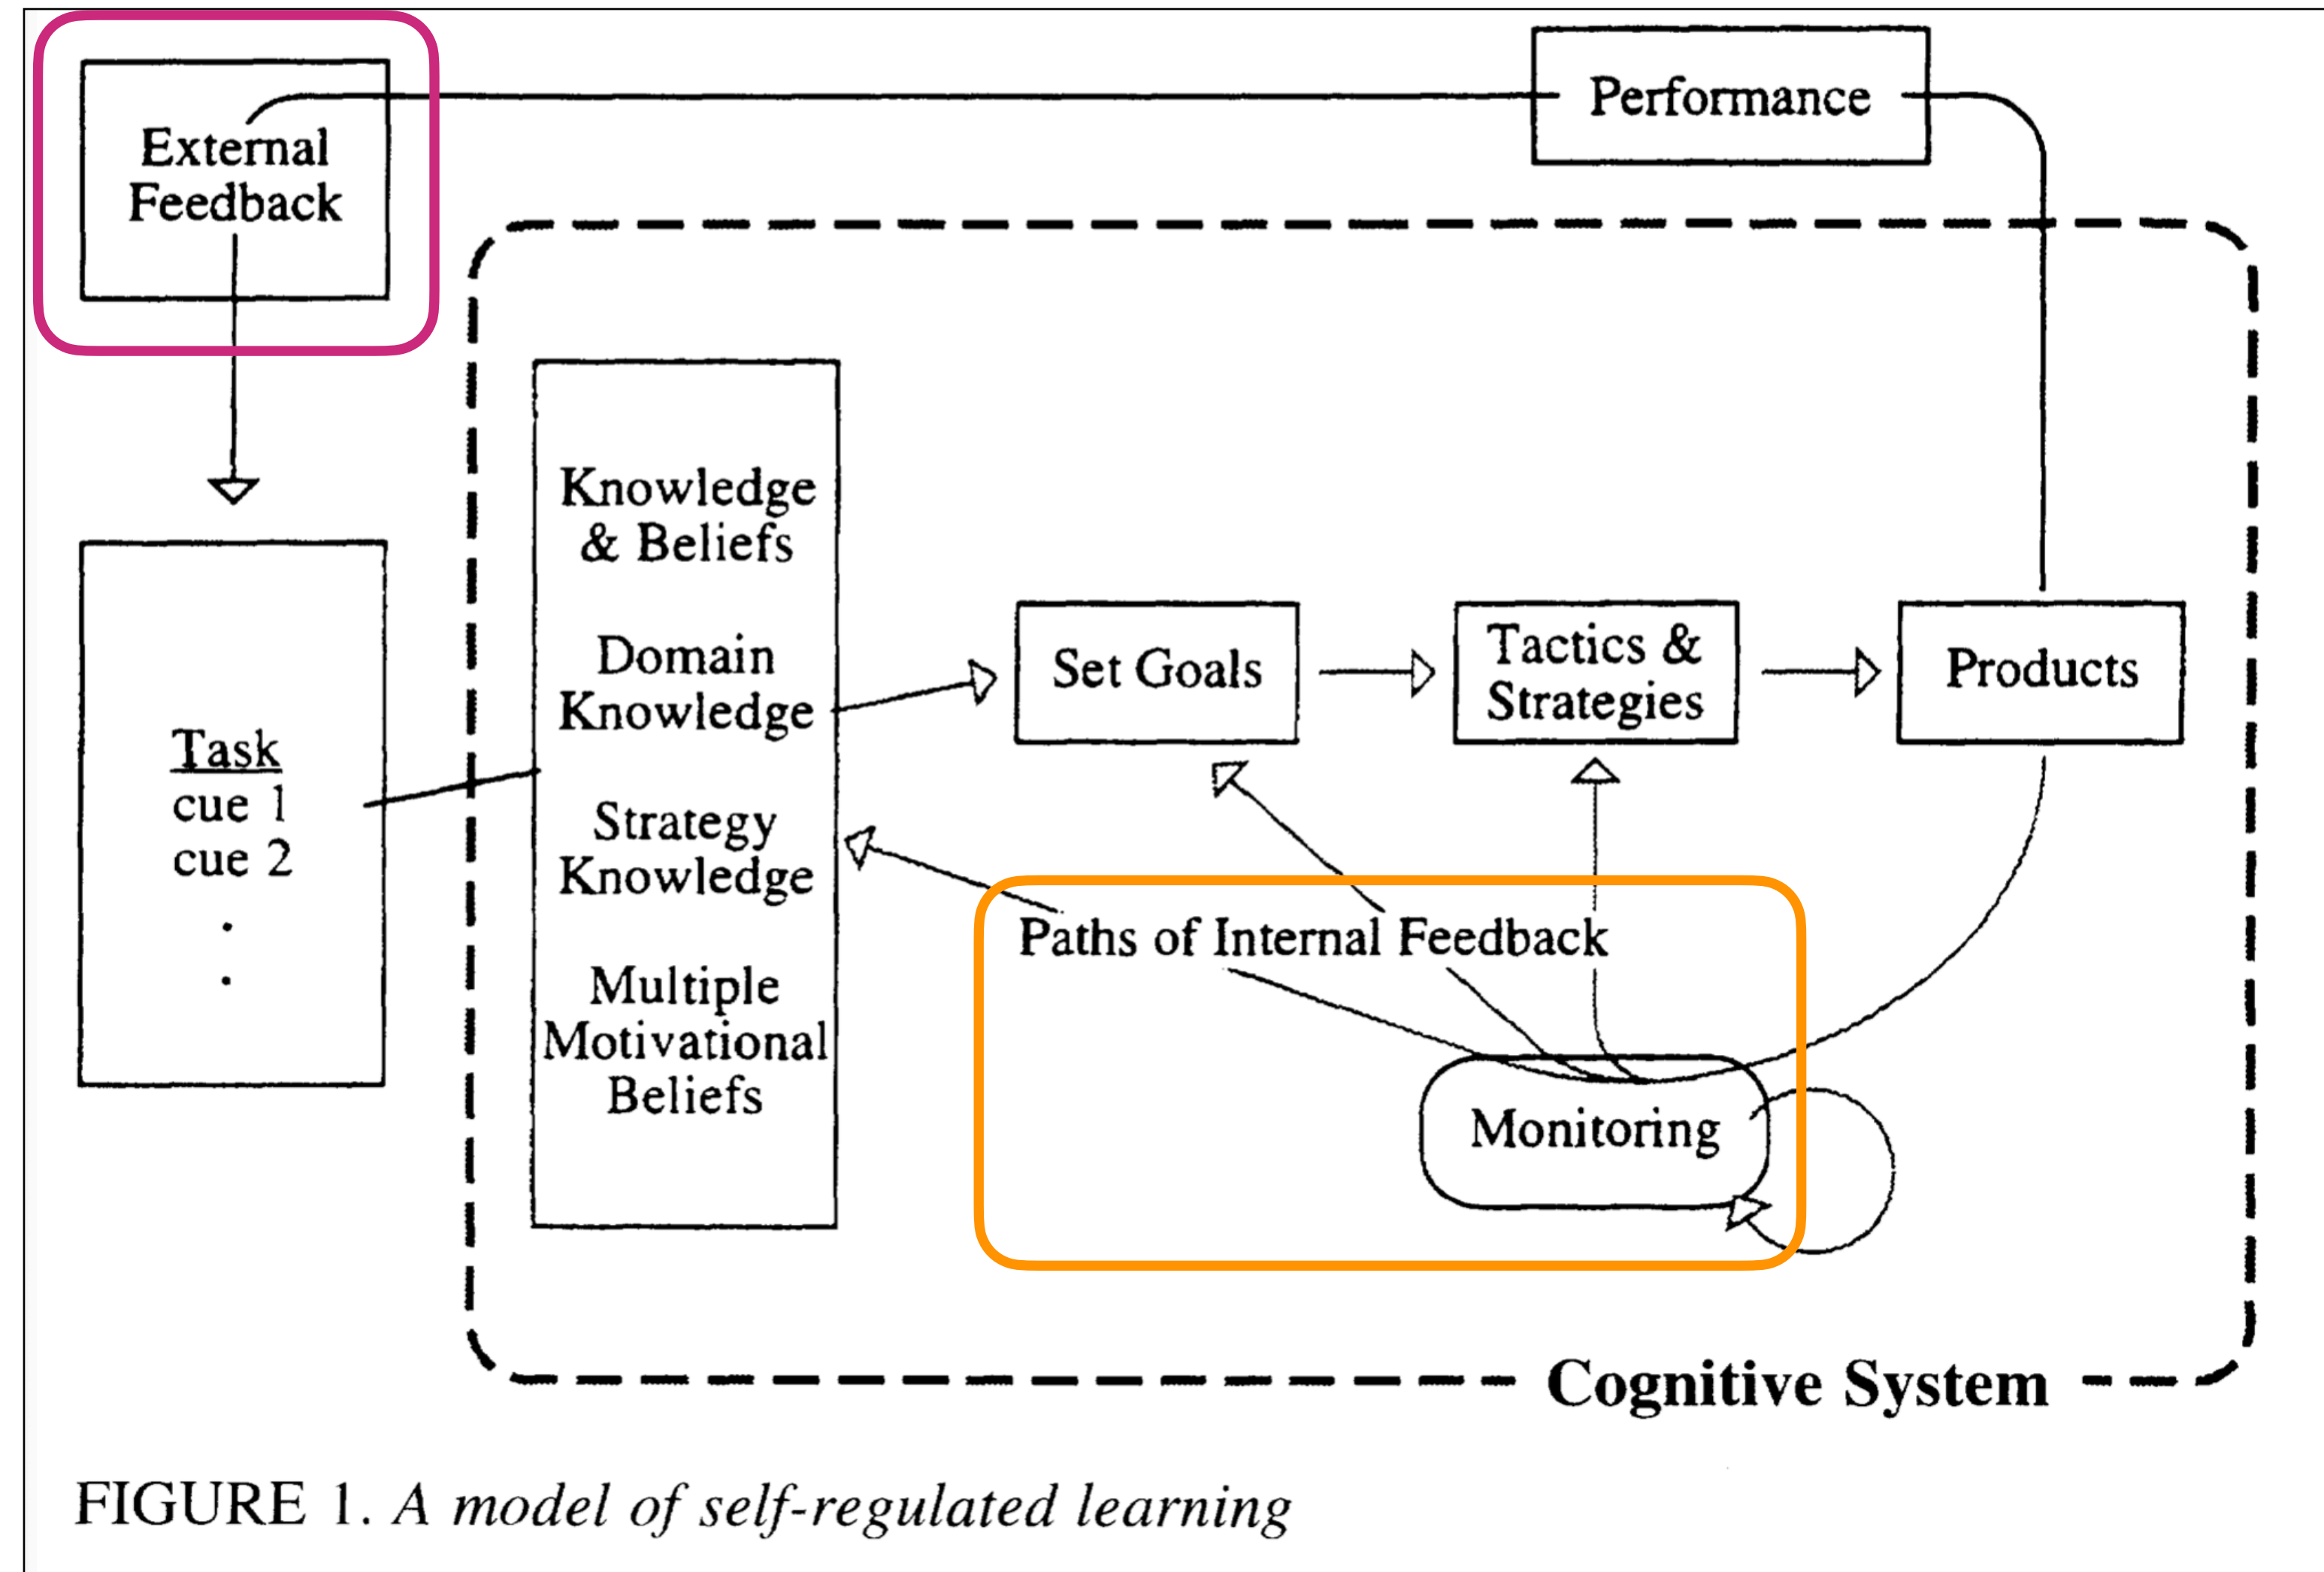 Performance
External
Feedback
Knowledge
& Beliefs
Domain
Knowledge
Strategy
Knowledge
Multiple
Motivational
Beliefs
Set Goals
Tactics &
Strategies
Products
Task
cue 1
cue 2
.
.
Paths of Internal Feedback
Monitoring
Cognitive System
FIGURE 1. A model of self-regulated learning